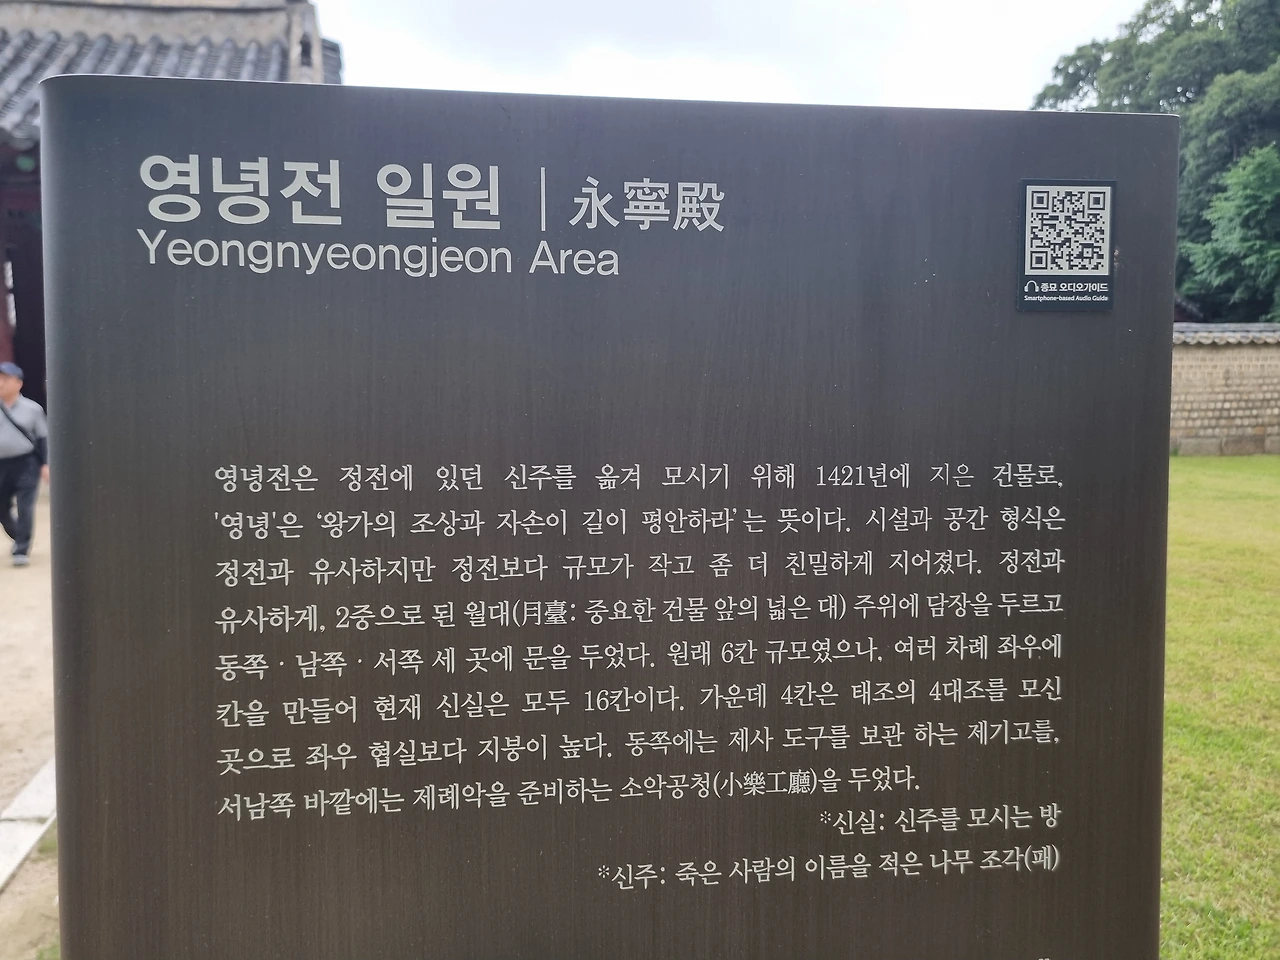 영녕전 일원 | 永寧殿
Yeongnyeongjeon Area
종묘 오디오가이드
Smartphone-based Audio Guide
영녕전은 정전에 있던 신주를 옮겨 모시기 위해 1421년에 지은 건물로,
'영녕'은 ‘왕가의 조상과 자손이 길이 평안하라’는 뜻이다. 시설과 공간 형식은
정전과 유사하지만 정전보다 규모가 작고 좀 더 친밀하게 지어졌다. 정전과
유사하게, 2중으로 된 월대(月臺: 중요한 건물 앞의 넓은 대) 주위에 담장을 두르고
동쪽·남쪽·서쪽 세 곳에 문을 두었다. 원래 6칸 규모였으나, 여러 차례 좌우에
칸을 만들어 현재 신실은 모두 16칸이다. 가운데 4칸은 태조의 4대조를 모신
곳으로 좌우 협실보다 지붕이 높다. 동쪽에는 제사 도구를 보관 하는 제기고를,
서남쪽 바깥에는 제례악을 준비하는 소악공청(小樂工廳)을 두었다.
※신실: 신주를 모시는 방
※신주: 죽은 사람의 이름을 적은 나무 조각(패)